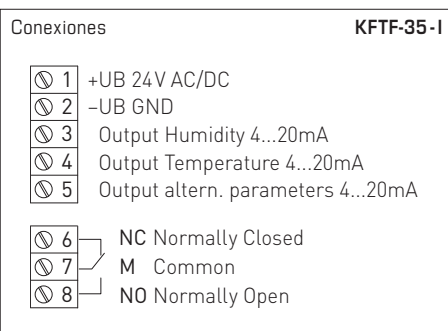 Conexiones KFTF-35-I
1 +UB 24V AC/DC
2 –UB GND
3 Output Humidity 4...20mA
4 Output Temperature 4...20mA
5 Output altern. parameters 4...20mA
6 NC Normally Closed
7 M Common
8 NO Normally Open